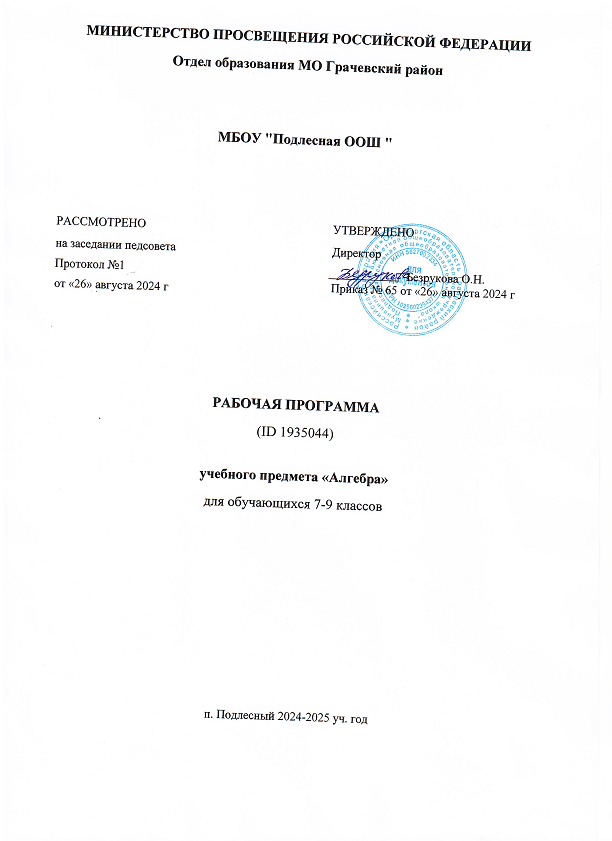 МИНИСТЕРСТВО ПРОСВЕЩЕНИЯ РОССИЙСКОЙ ФЕДЕРАЦИИ
Отдел образования МО Грачевский район
МБОУ "Подлесная ООШ "
РАССМОТРЕНО
на заседании педсовета
Протокол №1
от «26» августа 2024 г
УТВЕРЖДЕНО
Директор
Безрукова О.Н.
Приказ № 65 от «26» августа 2024 г
РАБОЧАЯ ПРОГРАММА
(ID 1935044)
учебного предмета «Алгебра»
для обучающихся 7-9 классов
п. Подлесный 2024-2025 уч. год